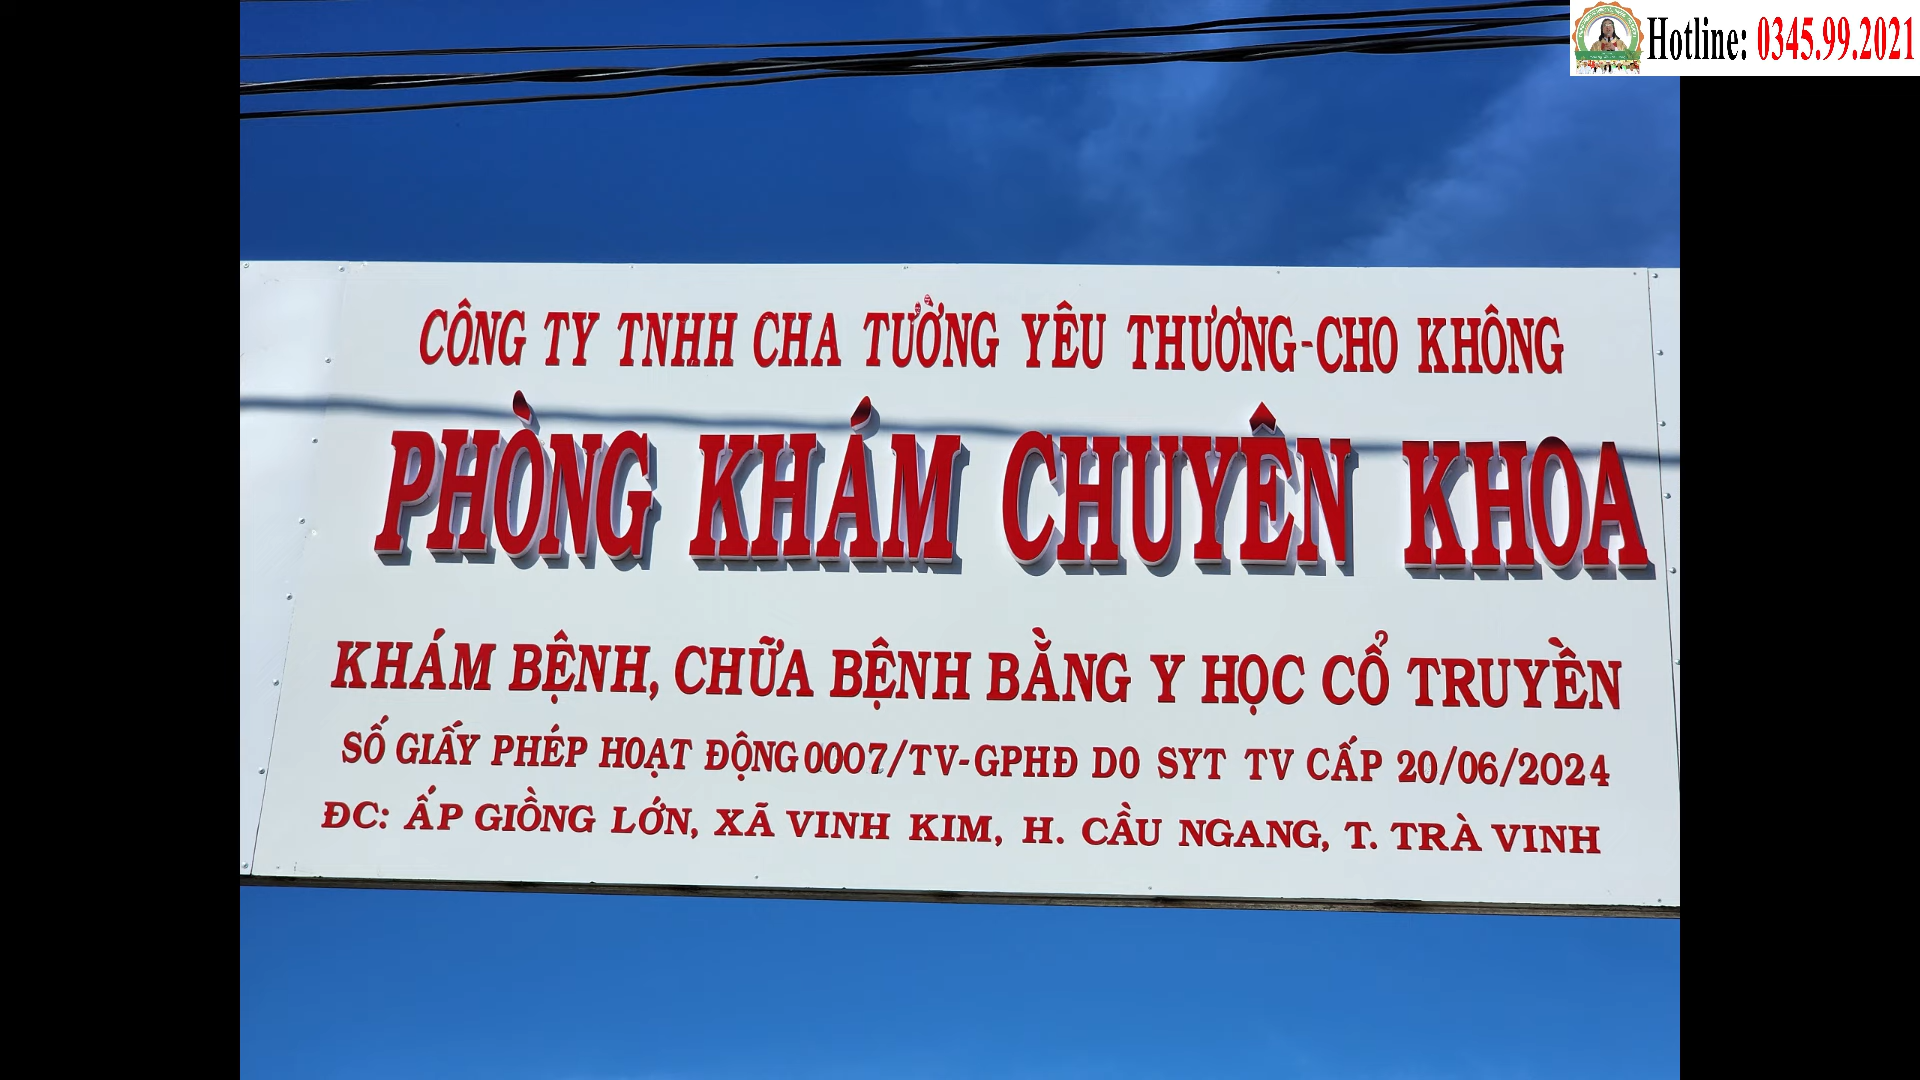 Hotline: 0345.99.2021
CÔNG TY TNHH CHA TƯỜNG YÊU THƯƠNG-CHO KHÔNG
PHÒNG KHÁM CHUYÊN KHOA
KHÁM BỆNH, CHỮA BỆNH BẰNG Y HỌC CỔ TRUYỀN
SỐ GIẤY PHÉP HOẠT ĐỘNG 0007/TV-GPHĐ DO SYT TV CẤP 20/06/2024
ĐC: ẤP GIỒNG LỚN, XÃ VINH KIM, H. CẦU NGANG, T. TRÀ VINH